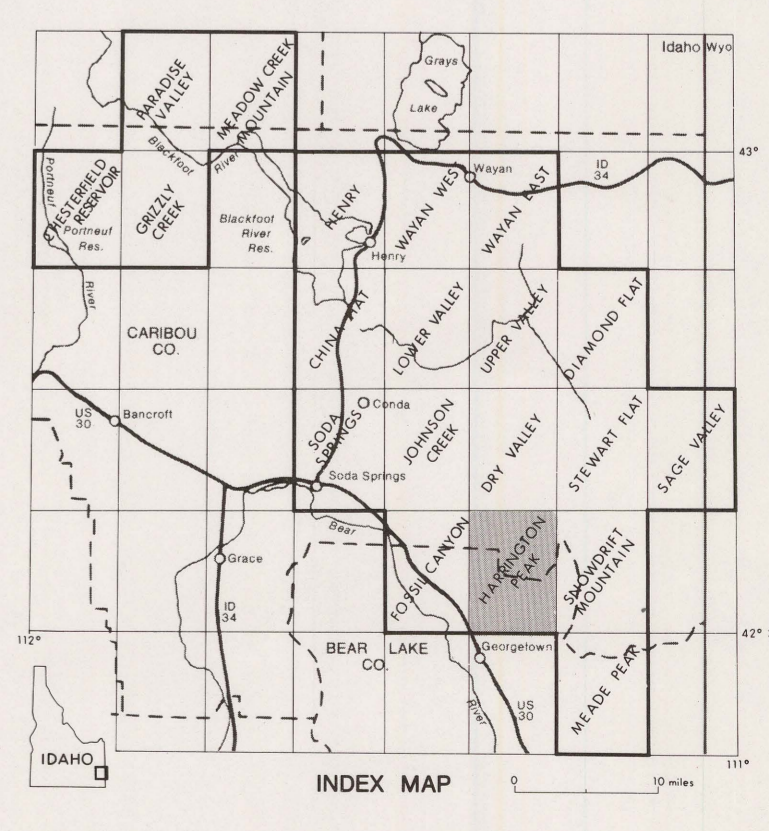 Idaho Wyo
Grays
Lake
PARADISE
VALLEY
MEADOW CREEK
MOUNTAIN
43°
Blackfoot
River
Wayan
ID
34
Portneuf
CHESTERFIELD
RESERVOIR
Portneuf
Res.
River
GRIZZLY
CREEK
Blackfoot
River
Res.
HENRY
Henry
WAYAN WEST
WAYAN EAST
CARIBOU
CO.
CHINA HAT
LOWER VALLEY
UPPER VALLEY
DIAMOND FLAT
US
30
Bancroft
Conda
SODA
SPRINGS
Soda Springs
JOHNSON
CREEK
DRY VALLEY
STEWART FLAT
SAGE VALLEY
Bear
Grace
FOSSIL CANYON
HARRINGTON
PEAK
SNOWDRIFT
MOUNTAIN
ID
34
112°
42°
BEAR LAKE
CO.
Georgetown
River
US
30
MEADE PEAK
111°
IDAHO
INDEX MAP
0 10 miles